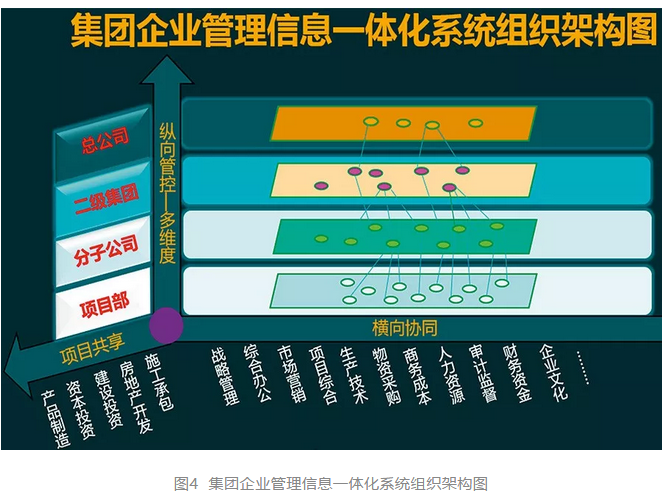 集团企业管理信息一体化系统组织架构图
总公司
二级集团
分子公司
项目部
纵向管控—多维度
横向协同
项目共享
产品制造
资本投资
建设投资
房地产开发
施工承包
战略管理
综合办公
市场营销
项目综合
生产技术
物资采购
商务成本
人力资源
审计监督
财务资金
企业文化
……
图4 集团企业管理信息一体化系统组织架构图